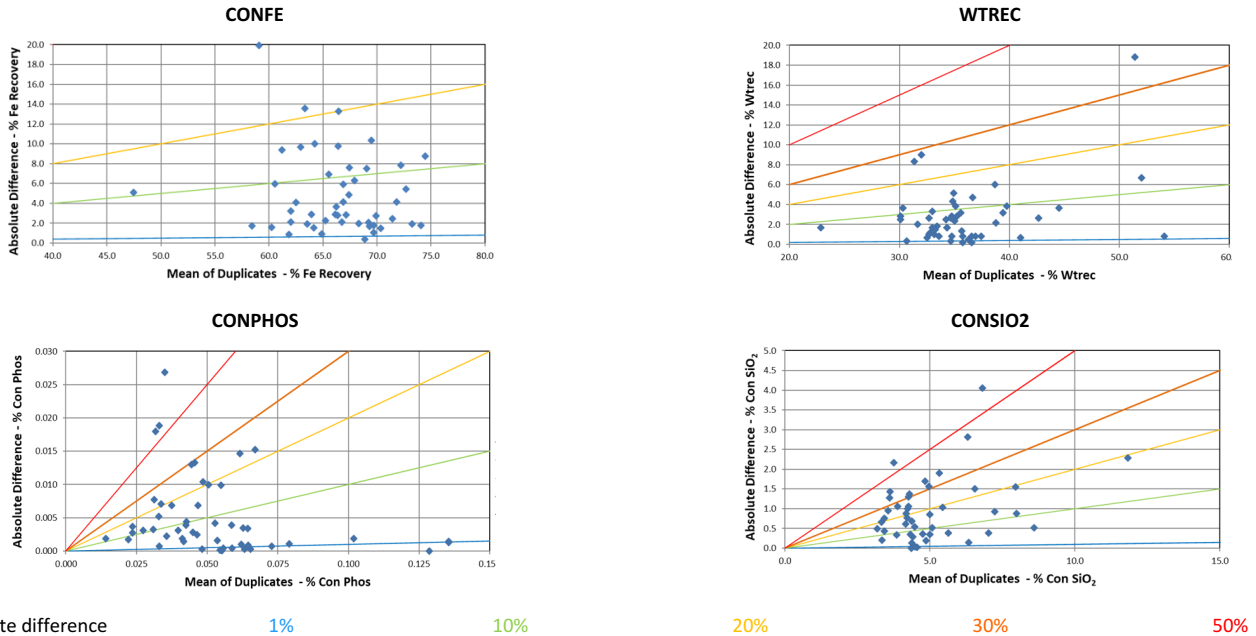 CONFE
20.0
18.0
16.0
14.0
12.0
10.0
8.0
6.0
4.0
2.0
0.0
Absolute Difference - % Fe Recovery
40.0 45.0 50.0 55.0 60.0 65.0 70.0 75.0 80.0
Mean of Duplicates - % Fe Recovery
WTREC
20.0
18.0
16.0
14.0
12.0
10.0
8.0
6.0
4.0
2.0
0.0
Absolute Difference - % Wtrec
20.0 30.0 40.0 50.0 60.
Mean of Duplicates - % Wtrec
CONPHOS
0.030
0.025
0.020
0.015
0.010
0.005
0.000
Absolute Difference - % Con Phos
0.000 0.025 0.050 0.075 0.100 0.125 0.15
Mean of Duplicates - % Con Phos
CONSIO2
5.0
4.5
4.0
3.5
3.0
2.5
2.0
1.5
1.0
0.5
0.0
Absolute Difference - % Con SiO₂
0.0 5.0 10.0 15.0
Mean of Duplicates - % Con SiO₂
te difference 1% 10% 20% 30% 50%